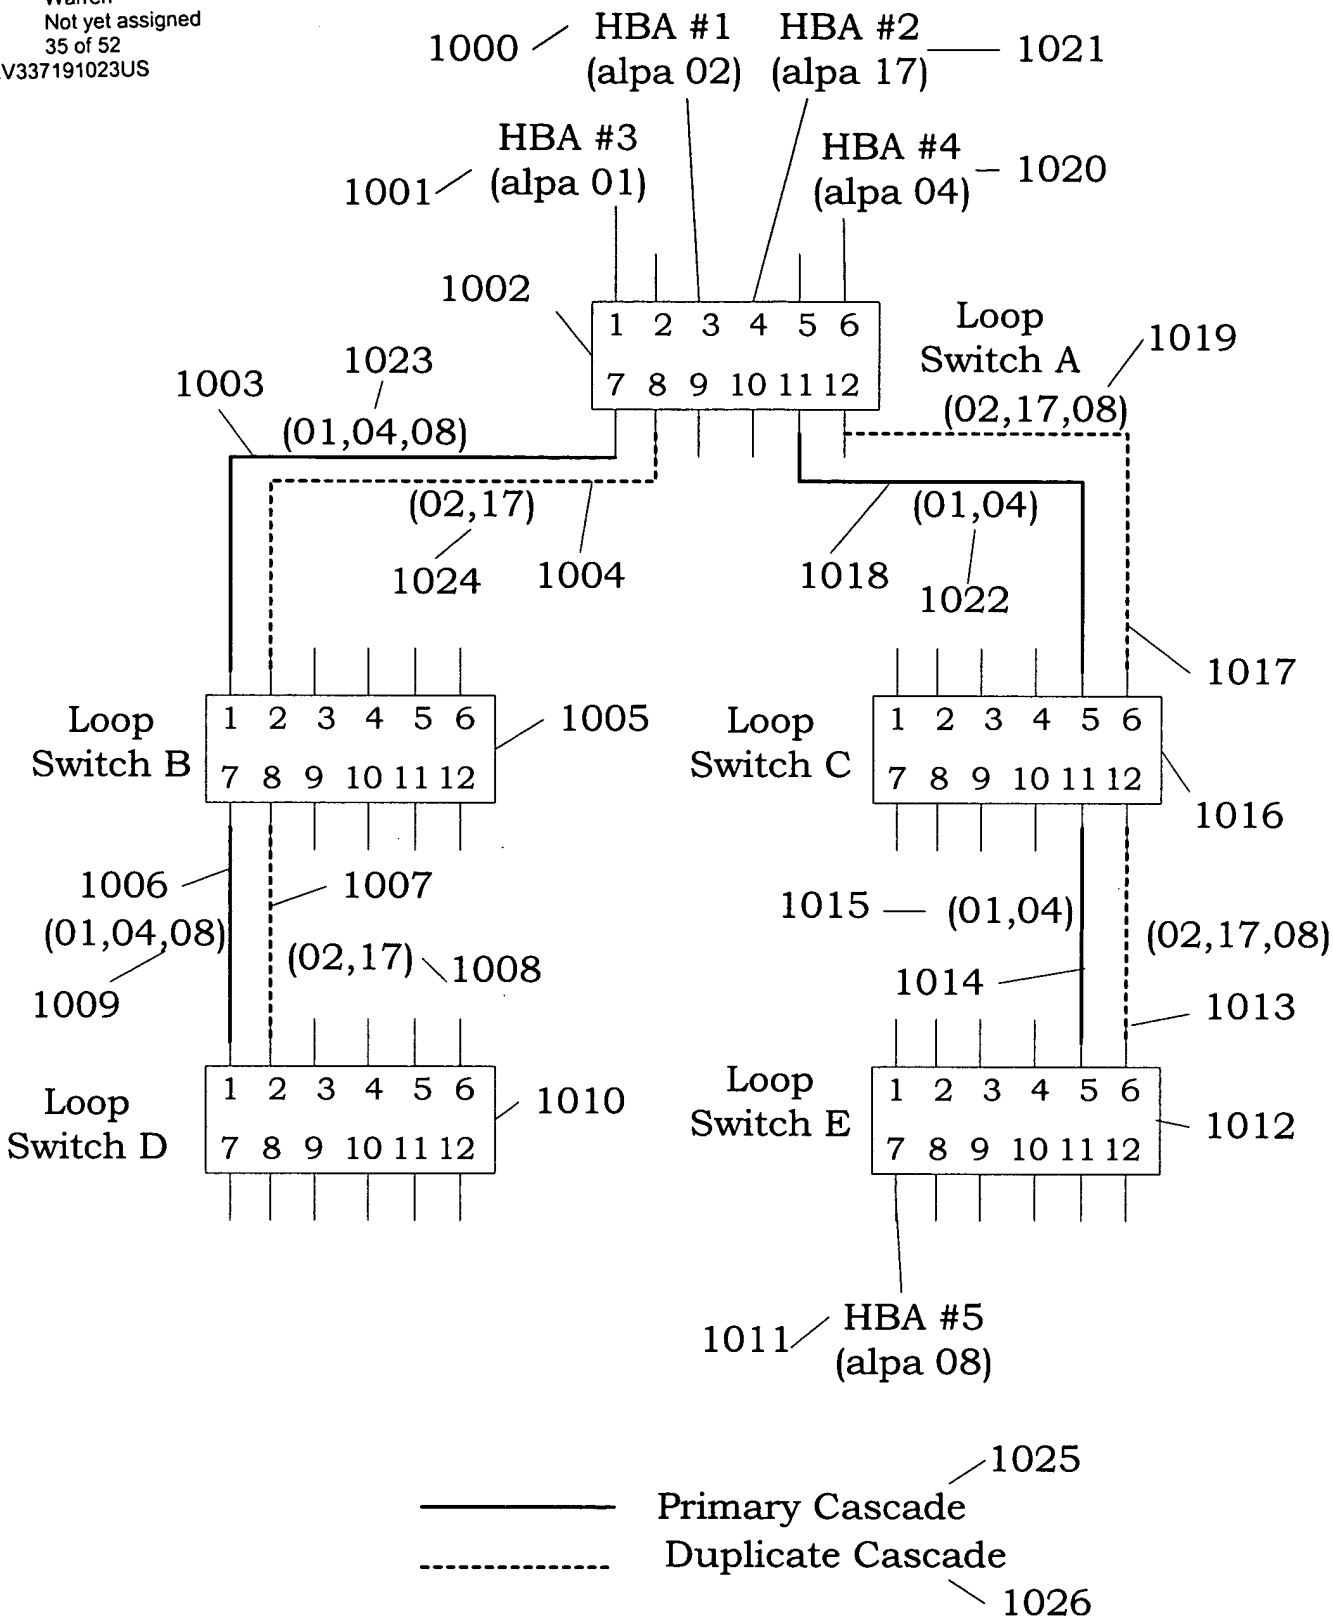 Not yet assigned
35 of 52
V337191023US
1000 HBA #1 HBA #2 1021
(alpa 02) (alpa 17)
HBA #3 HBA #4
1001 (alpa 01) (alpa 04) 1020
1002
1 2 3 4 5 6
7 8 9 10 11 12
Loop
Switch A
1019
(02,17,08)
1003 1023
(01,04,08)
(02,17)
1024 1004
(01,04)
1018 1022
1017
Loop
Switch B
1 2 3 4 5 6
7 8 9 10 11 12
1005
Loop
Switch C
1 2 3 4 5 6
7 8 9 10 11 12
1016
1006 1007
(01,04,08)
(02,17) 1008
1009
1015 (01,04) (02,17,08)
1014
1013
Loop
Switch D
1 2 3 4 5 6
7 8 9 10 11 12
1010
Loop
Switch E
1 2 3 4 5 6
7 8 9 10 11 12
1012
1011 HBA #5
(alpa 08)
1025
Primary Cascade
Duplicate Cascade
1026